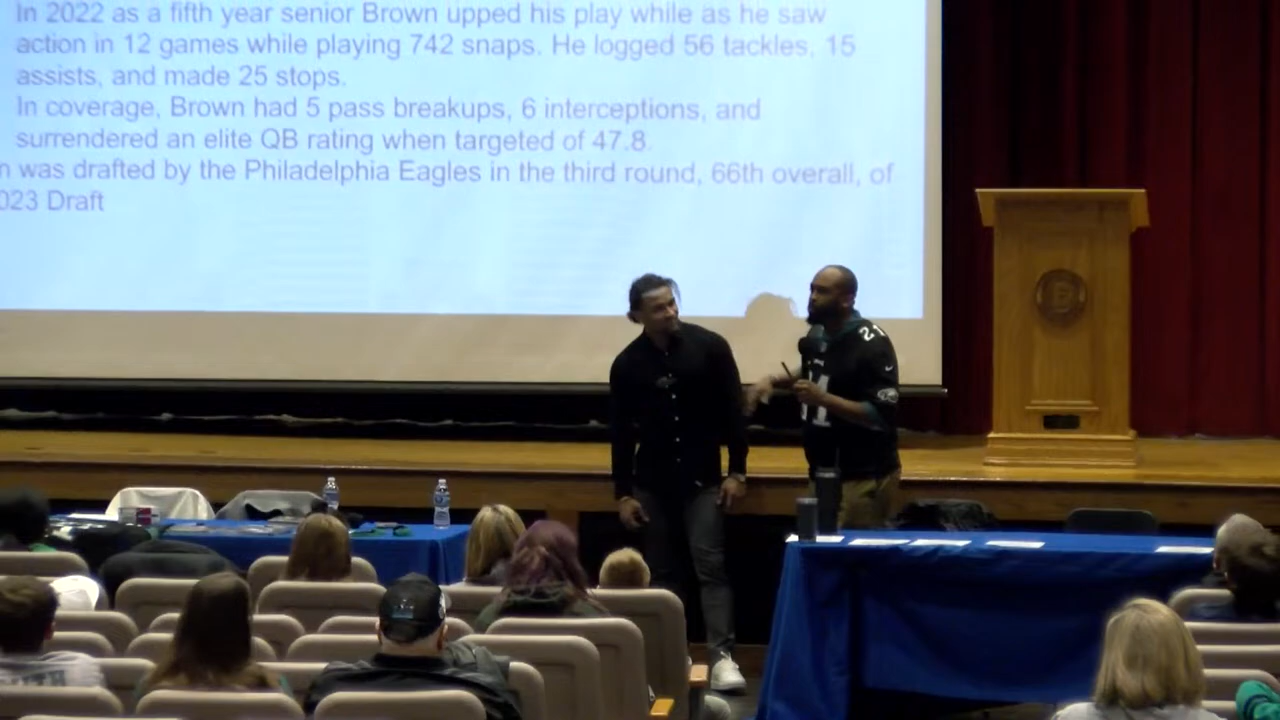 In 2022 as a fifth year senior Brown upped his play while as he saw
action in 12 games while playing 742 snaps. He logged 56 tackles, 15
assists, and made 25 stops.
In coverage, Brown had 5 pass breakups, 6 interceptions, and
surrendered an elite QB rating when targeted of 47.8.
n was drafted by the Philadelphia Eagles in the third round, 66th overall, of
023 Draft
21